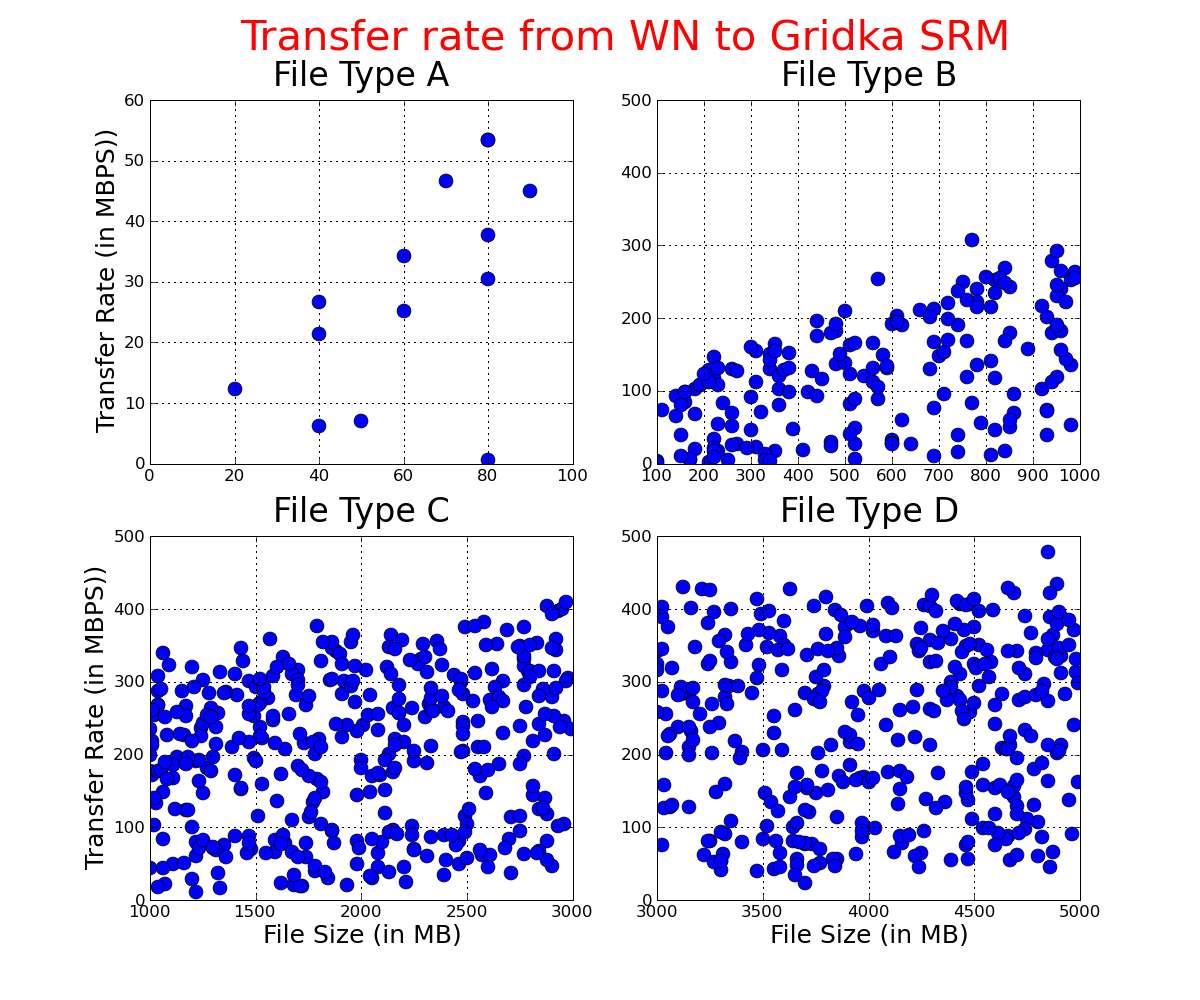 Transfer rate from WN to Gridka SRM
File Type A
File Type B
Transfer Rate (in MBPS))
60
50
40
30
20
10
0
0 20 40 60 80 100
500
400
300
200
100
0
100 200 300 400 500 600 700 800 900 1000
File Type C
File Type D
Transfer Rate (in MBPS))
500
400
300
200
100
0
1000 1500 2000 2500 3000
File Size (in MB)
500
400
300
200
100
0
3000 3500 4000 4500 5000
File Size (in MB)